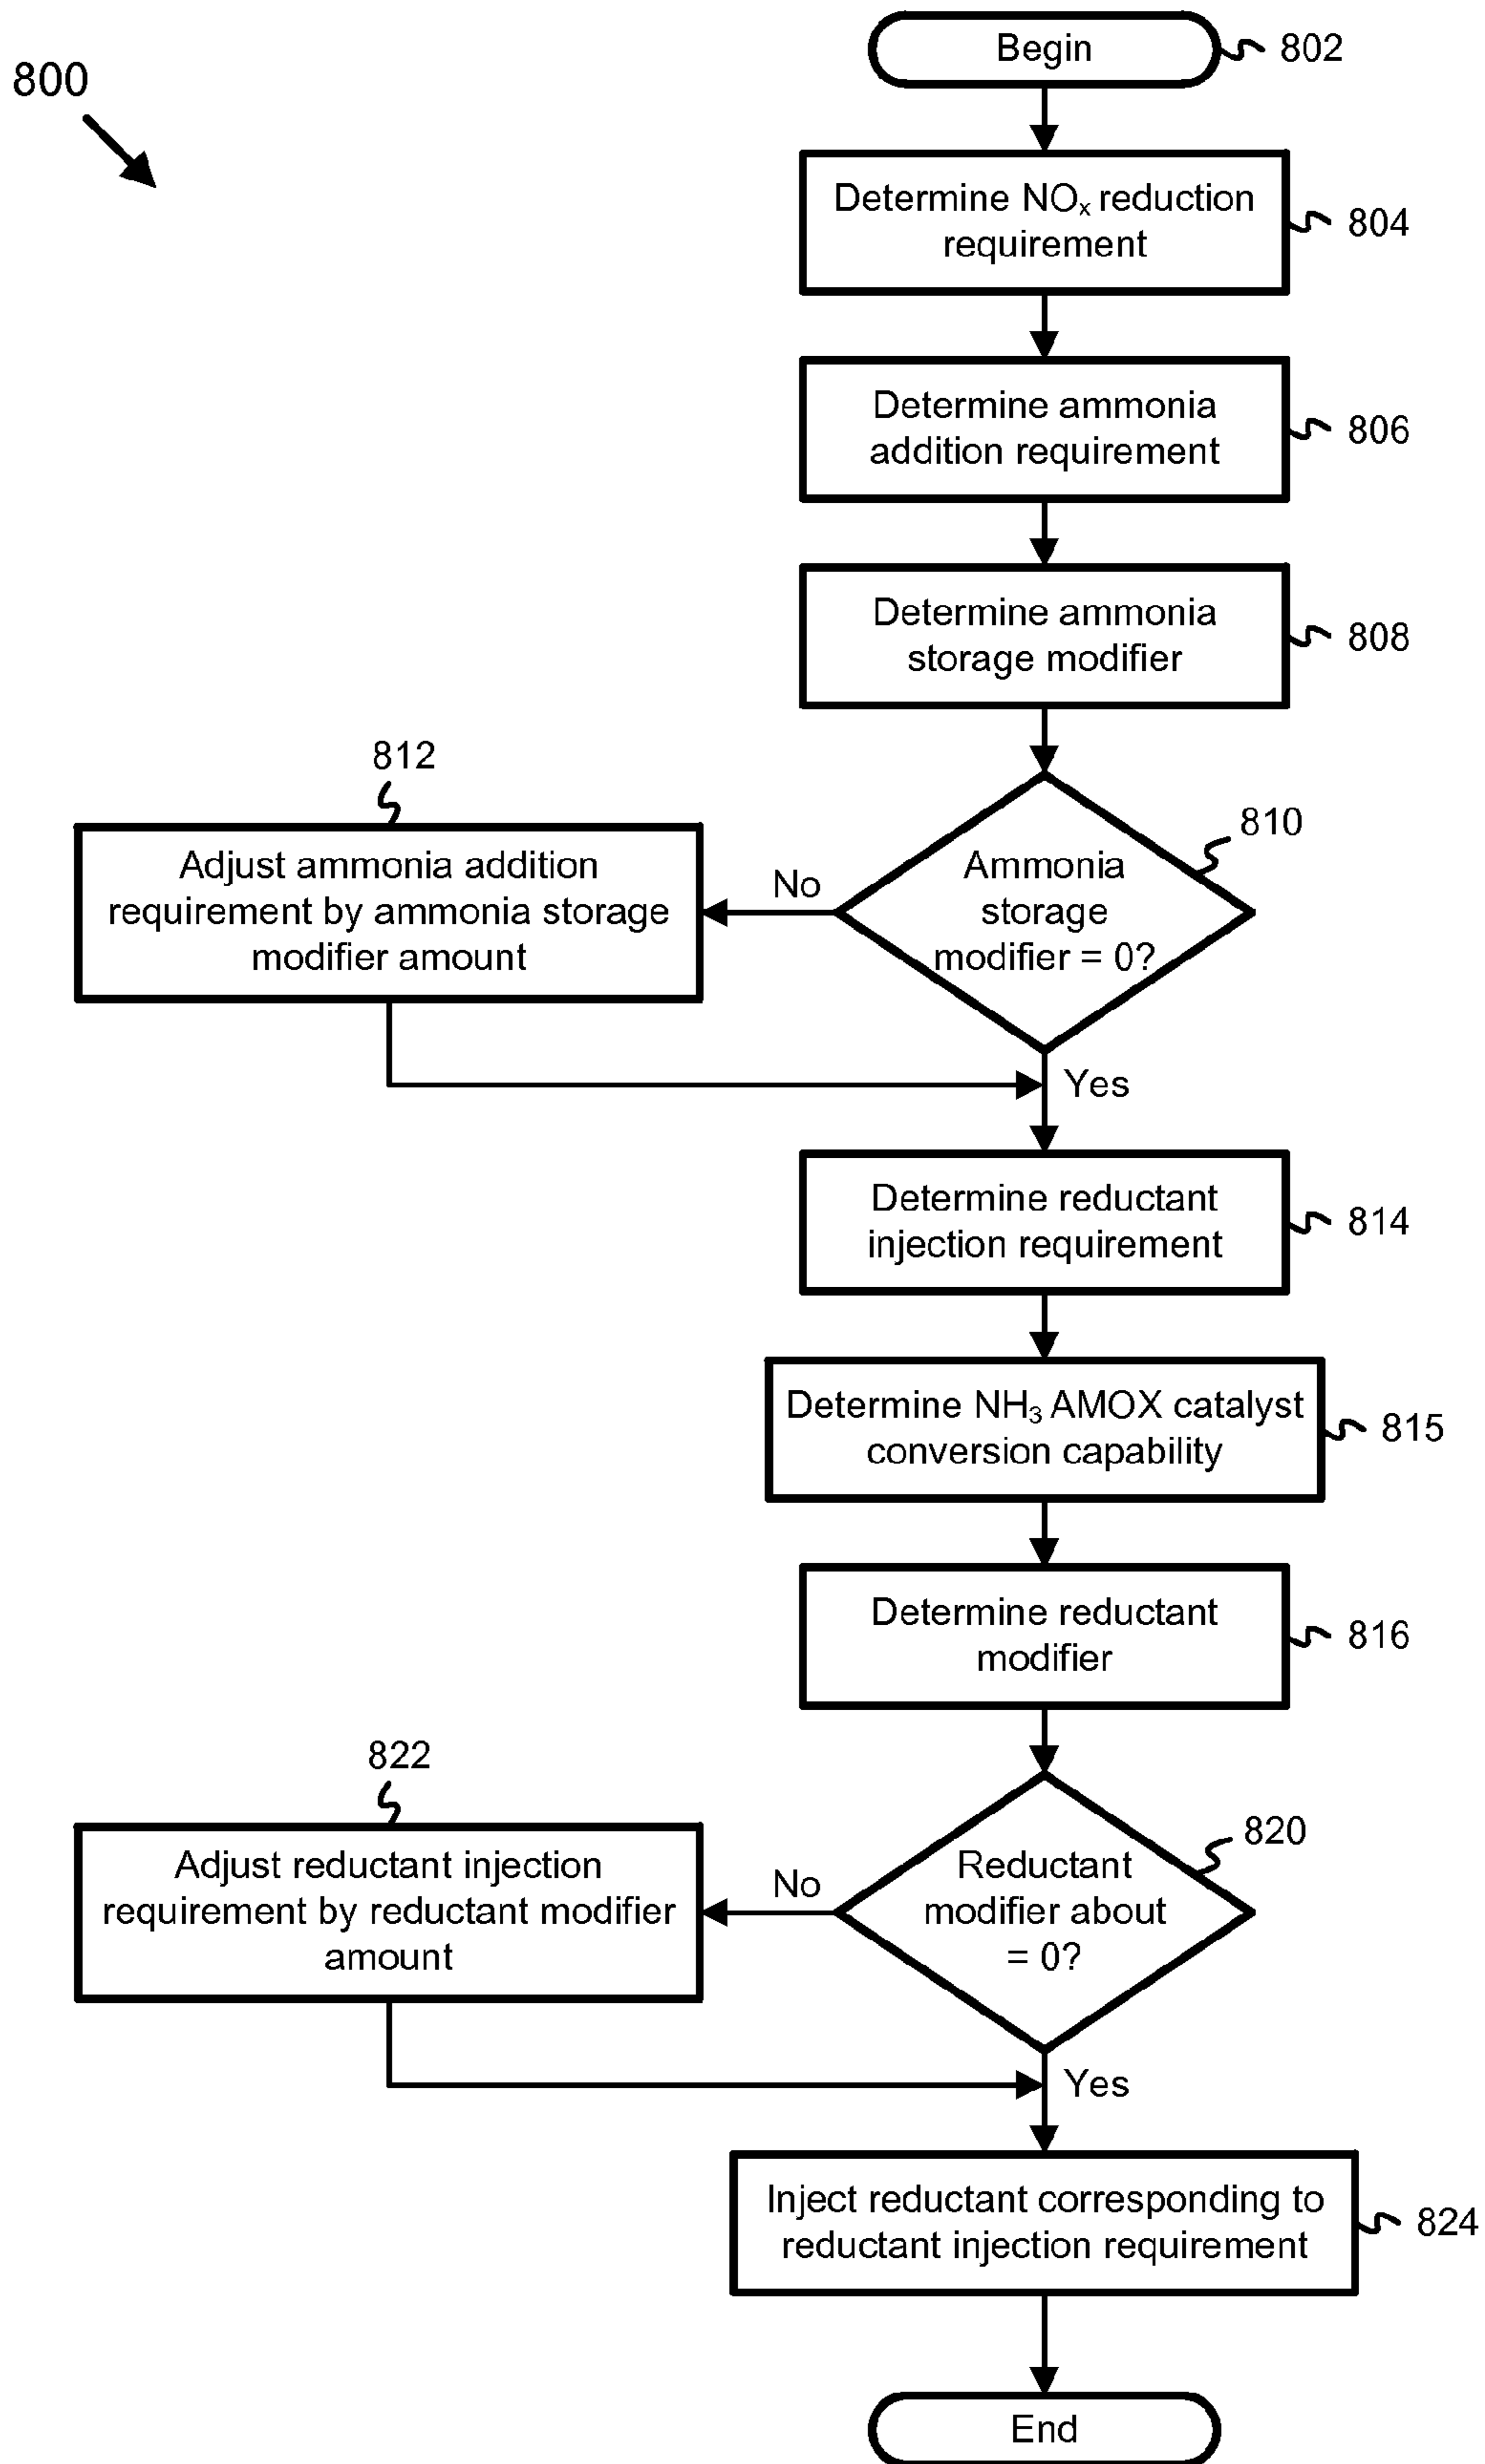 800
Begin
802
Determine NOx reduction
requirement
804
Determine ammonia
addition requirement
806
Determine ammonia
storage modifier
808
812
Adjust ammonia addition
requirement by ammonia storage
modifier amount
No
Ammonia
storage
modifier = 0?
810
Yes
Determine reductant
injection requirement
814
Determine NH3 AMOX catalyst
conversion capability
815
Determine reductant
modifier
816
822
Adjust reductant injection
requirement by reductant modifier
amount
No
Reductant
modifier about
= 0?
820
Yes
Inject reductant corresponding to
reductant injection requirement
824
End